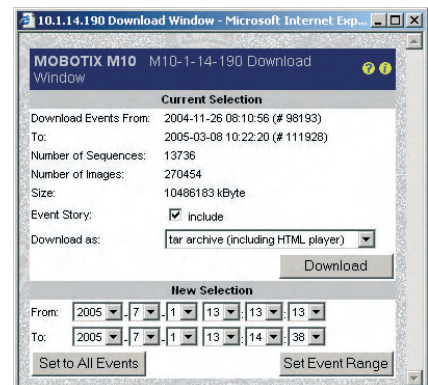 10.1.14.190 Download Window - Microsoft Internet Exp...
MOBOTIX M10 M10-1-14-190 Download
Window
Current Selection
Download Events From: 2004-11-26 08:10:56 (# 98193)
To: 2005-03-08 10:22:20 (# 111928)
Number of Sequences: 13736
Number of Images: 270454
Size: 10486183 kByte
Event Story: include
Download as: tar archive (including HTML player)
Download
New Selection
From: 2005 - 7 - 1 13 : 13 : 13
To: 2005 - 7 - 1 13 : 14 : 38
Set to All Events Set Event Range